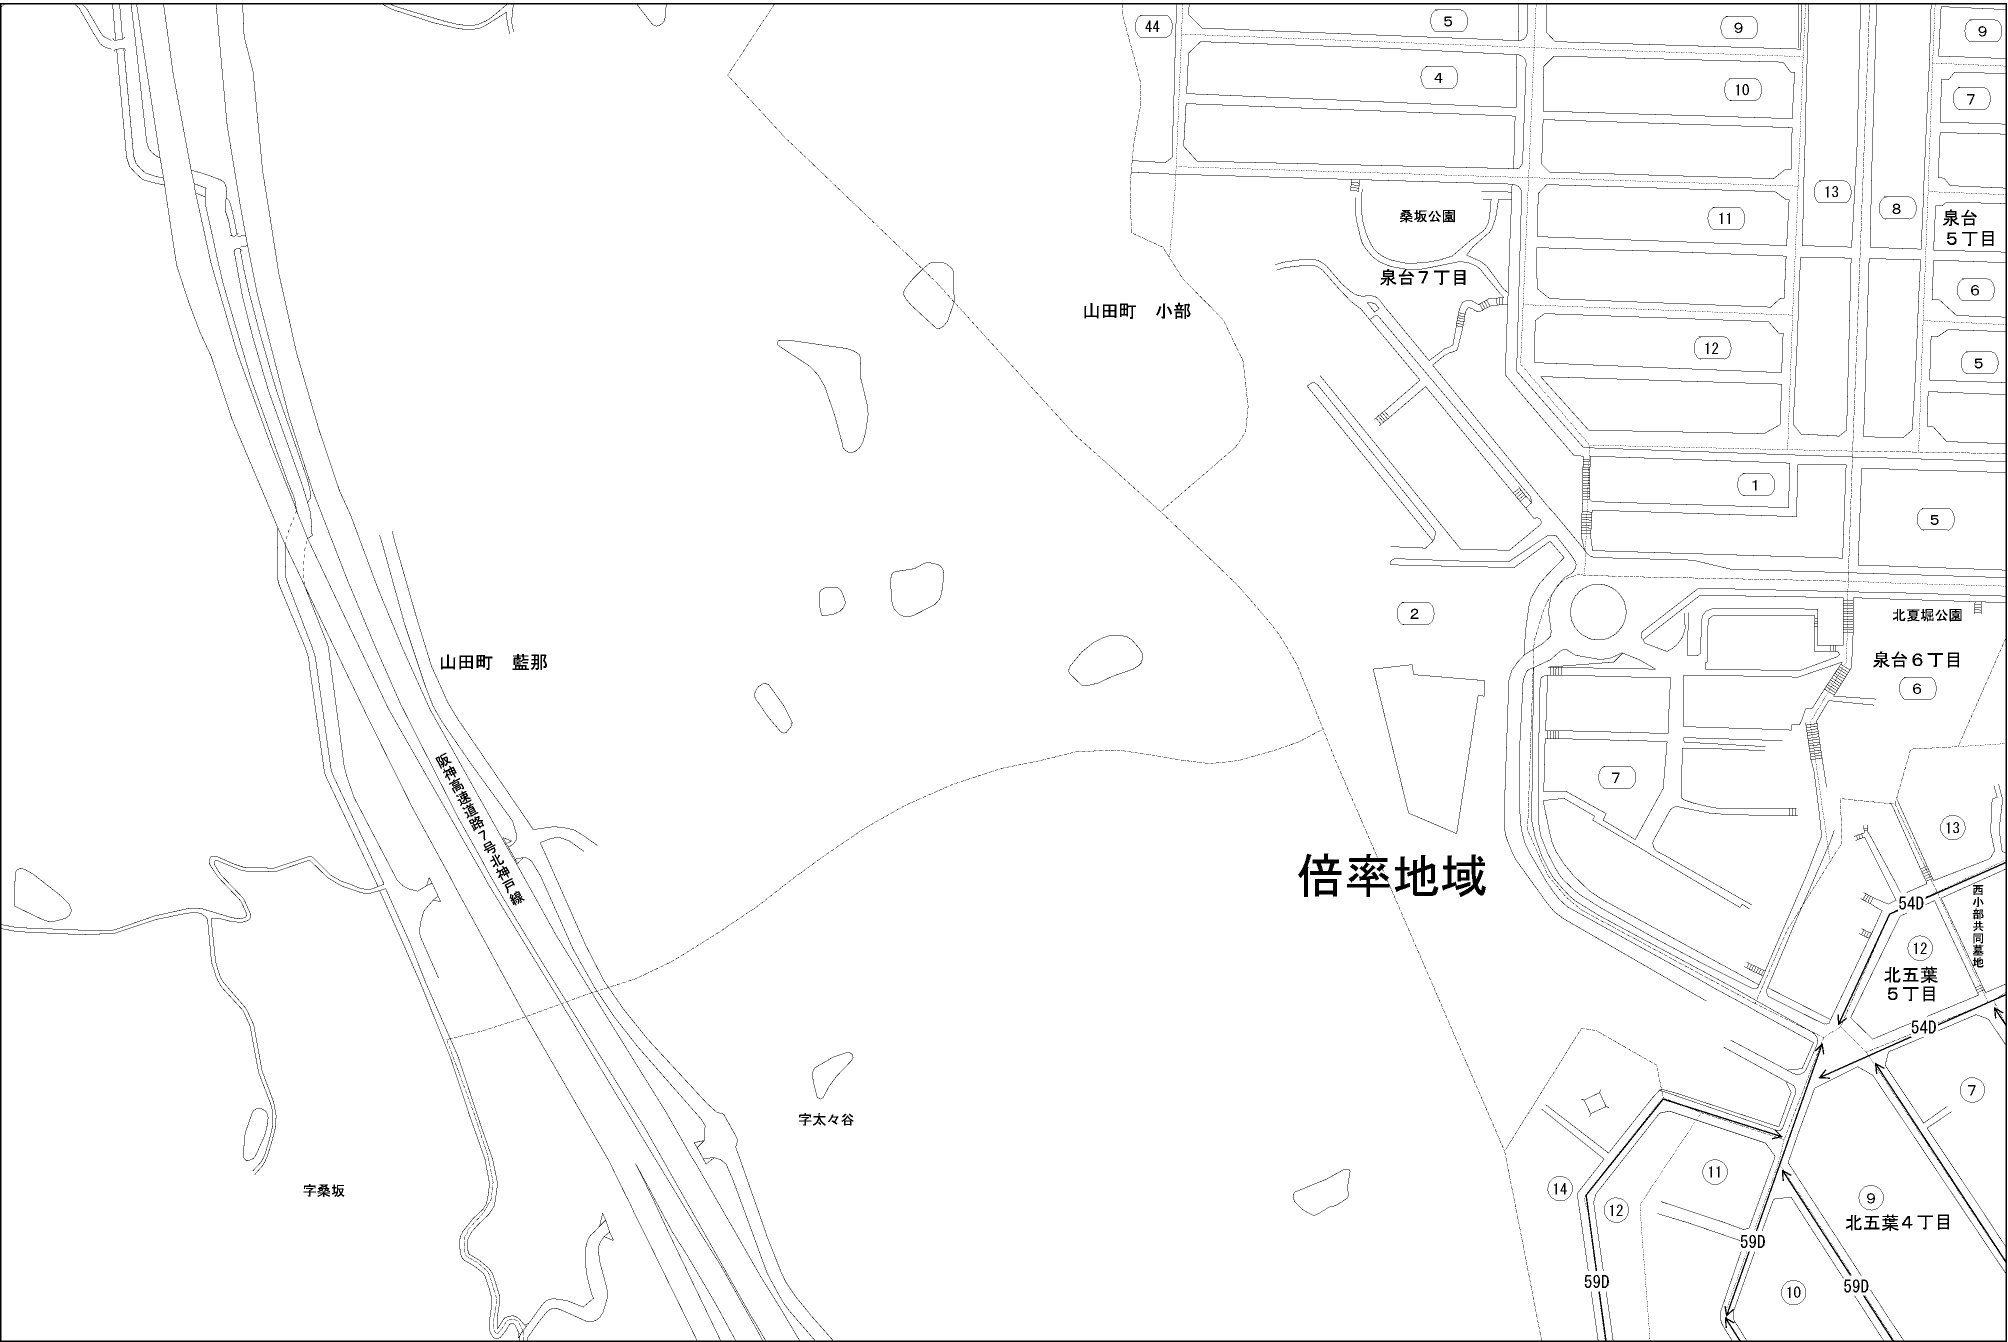 44
5
9
9
4
10
7
13
8
11
桑坂公園
泉台
5丁目
泉台7丁目
6
山田町　小部
12
5
1
5
2
北夏堀公園
泉台6丁目
6
山田町　藍那
7
阪神高速道路7号北神戸線
13
倍率地域
54D
西小部共同墓地
12
北五葉
5丁目
54D
7
字太々谷
11
14
12
9
北五葉4丁目
字桑坂
59D
59D
59D
10